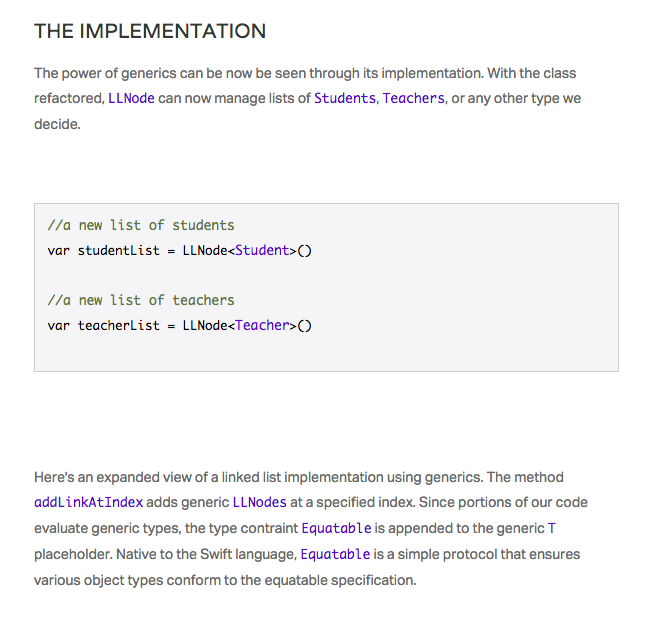 THE IMPLEMENTATION
The power of generics can be now be seen through its implementation. With the class
refactored, LLNode can now manage lists of Students, Teachers, or any other type we
decide.
//a new list of students
var studentList = LLNode<Student>()
//a new list of teachers
var teacherList = LLNode<Teacher>()
Here's an expanded view of a linked list implementation using generics. The method
addLinkAtIndex adds generic LLNodes at a specified index. Since portions of our code
evaluate generic types, the type contraint Equatable is appended to the generic T
placeholder. Native to the Swift language, Equatable is a simple protocol that ensures
various object types conform to the equatable specification.